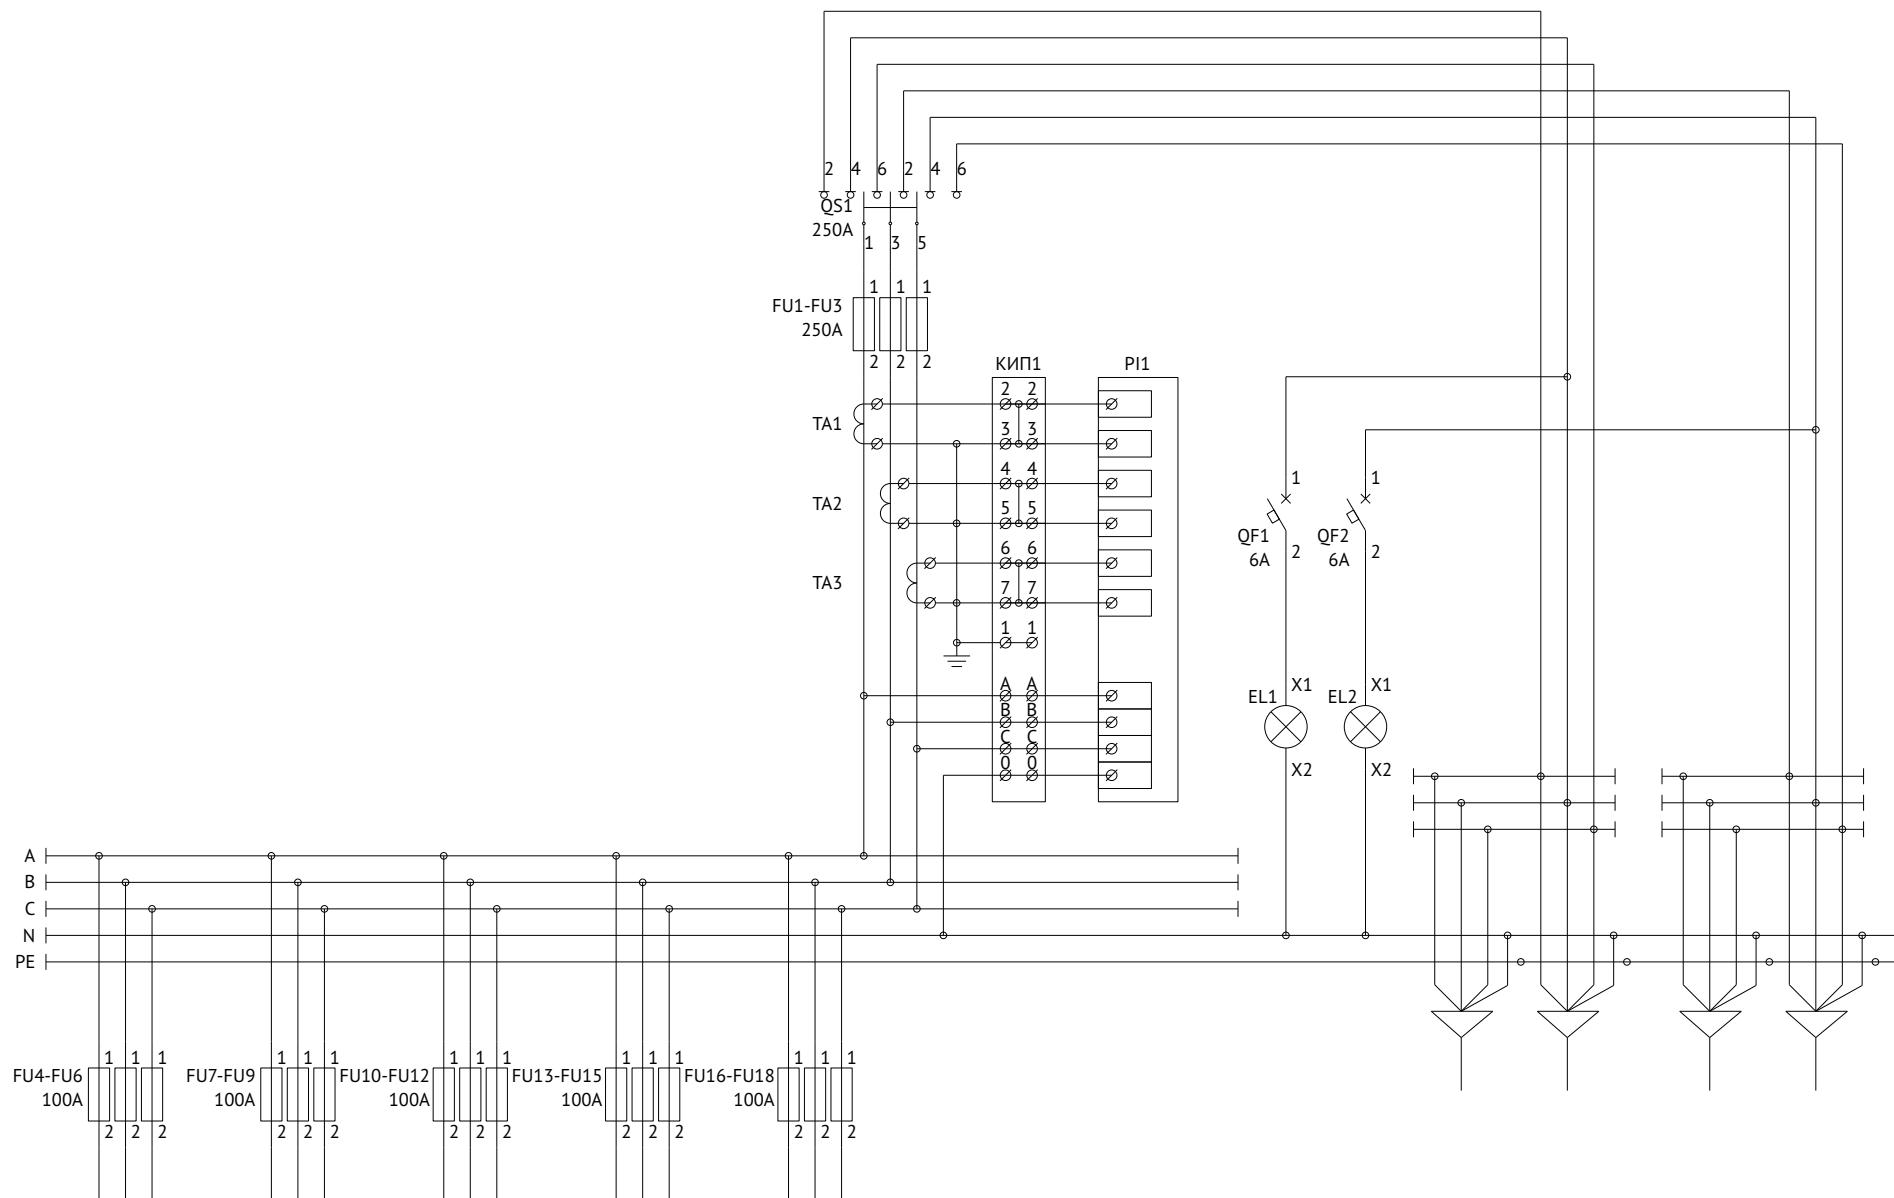 2 4 6 2 4 6
QS1
250A
1 3 5
1 1 1
FU1-FU3
250A
2 2 2
КИП1 PI1
2 2
TA1
3 3
4 4
TA2
5 5
6 6
TA3
7 7
1 1
A A
B B
C C
0 0
1 1
QF1 QF2
2 2
6A 6A
X1 X1
EL1 EL2
X2 X2
A
B
C
N
PE
1 1 1 1 1 1 1 1 1 1 1 1 1 1 1
FU4-FU6 FU7-FU9 FU10-FU12 FU13-FU15 FU16-FU18
100A 100A 100A 100A 100A
2 2 2 2 2 2 2 2 2 2 2 2 2 2 2